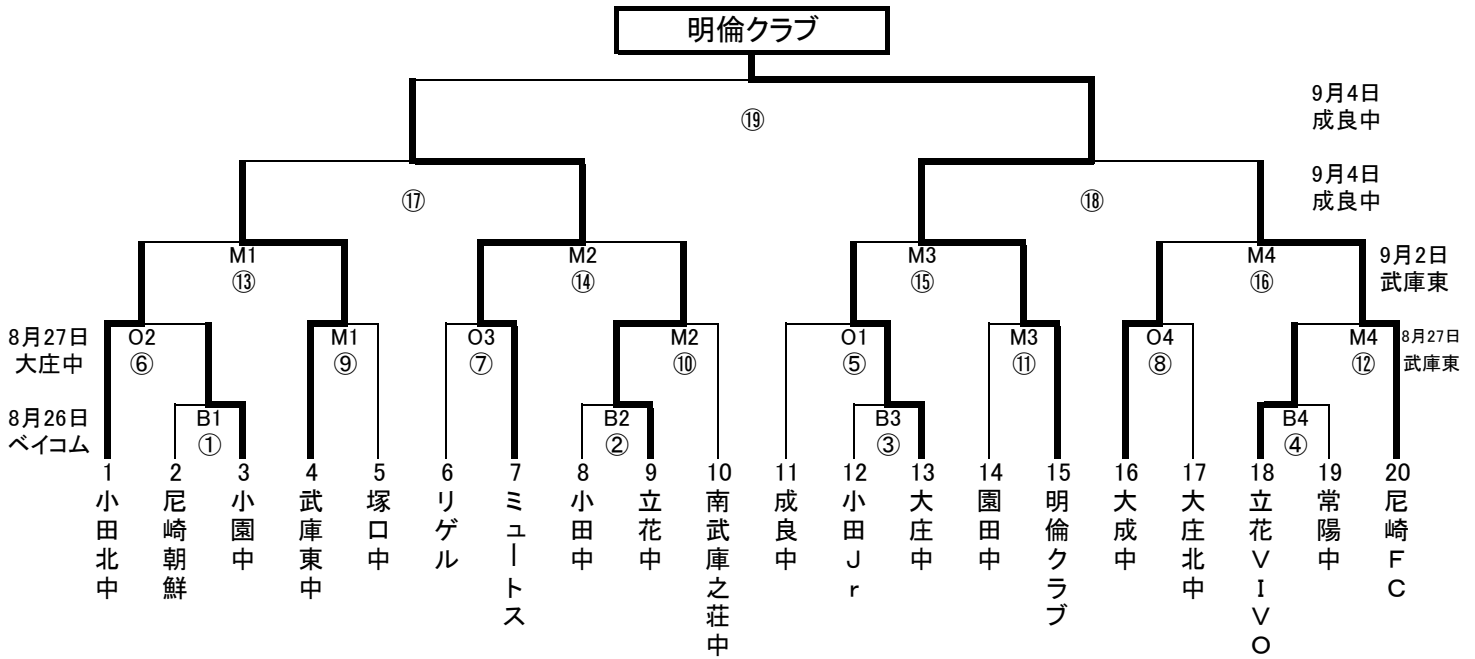 明倫クラブ
9月4日
成良中
⑲
9月4日
成良中
⑰
⑱
M1
M2
M3
M4
9月2日
武庫東
⑬
⑭
⑮
⑯
8月27日
大庄中
O2
M1
O3
M2
O1
M3
O4
M4
8月27日
武庫東
⑥
⑨
⑦
⑩
⑤
⑪
⑧
⑫
8月26日
ベイコム
B1
B2
B3
B4
①
②
③
④
1 小田北中
2 尼崎朝鮮
3 小園中
4 武庫東中
5 塚口中
6 リゲル
7 ミュートス
8 小田中
9 立花中
10 南武庫之荘中
11 成良中
12 小田Jr
13 大庄中
14 園田中
15 明倫クラブ
16 大成中
17 大庄北中
18 立花VIVO
19 常陽中
20 尼崎FC